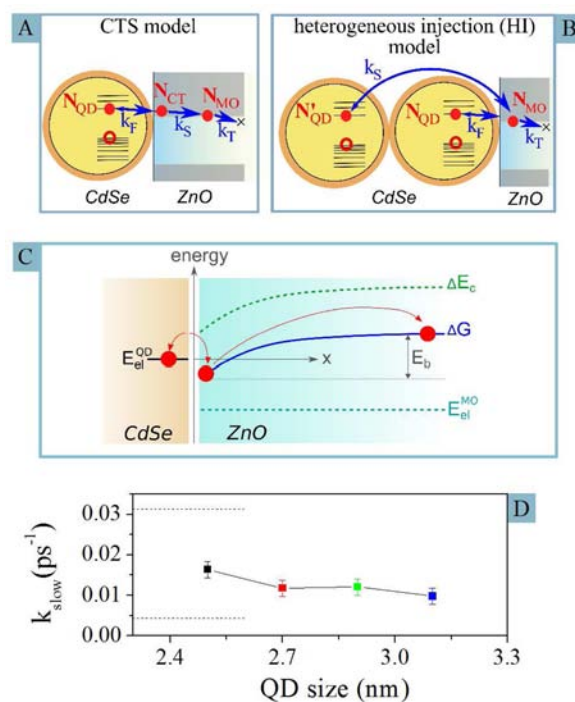 A
CTS model
N_QD
N_CT
N_MO
k_F
k_S
k_T
×
CdSe
ZnO
B
heterogeneous injection (HI)
model
k_S
N'_QD
N_QD
N_MO
k_F
k_T
×
CdSe
ZnO
C
energy
ΔE_c
ΔG
E_el^QD
x
E_b
E_el^MO
CdSe
ZnO
D
k_slow (ps⁻¹)
0.03
0.02
0.01
0.00
2.4
2.7
3.0
3.3
QD size (nm)